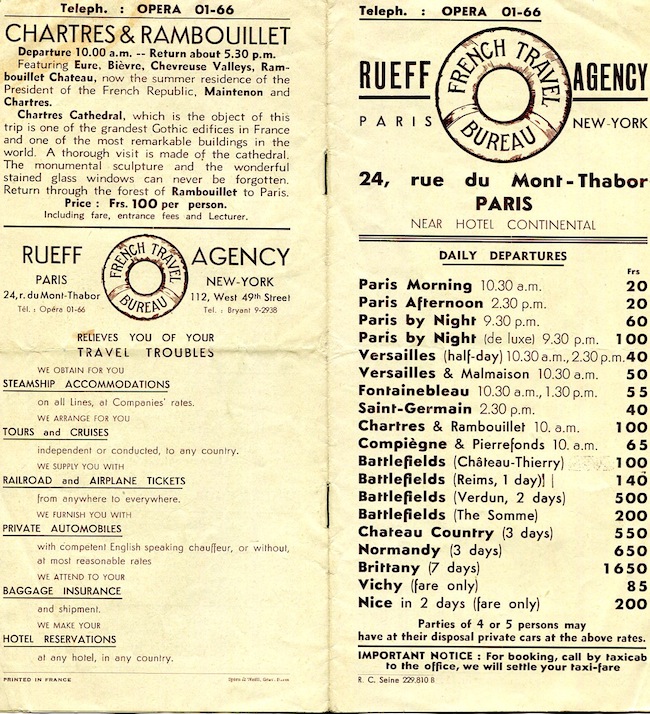 Teleph. : OPERA 01-66
CHARTRES & RAMBOUILLET
Departure 10.00 a.m. -- Return about 5.30 p.m.
Featuring Eure, Bièvre, Chevreuse Valleys, Ram-
bouillet Chateau, now the summer residence of the
President of the French Republic, Maintenon and
Chartres.
Chartres Cathedral, which is the object of this
trip is one of the grandest Gothic edifices in France
and one of the most remarkable buildings in the
world. A thorough visit is made of the cathedral.
The monumental sculpture and the wonderful
stained glass windows can never be forgotten.
Return through the forest of Rambouillet to Paris.
Price : Frs. 100 per person.
Including fare, entrance fees and Lecturer.
RUEFF AGENCY
FRENCH TRAVEL
BUREAU
PARIS NEW-YORK
24, r. du Mont-Thabor 112, West 49th Street
Tél. : Opéra 01-66 Tel. : Bryant 9-2938
RELIEVES YOU OF YOUR
TRAVEL TROUBLES
WE OBTAIN FOR YOU
STEAMSHIP ACCOMMODATIONS
on all Lines, at Companies' rates.
WE ARRANGE FOR YOU
TOURS and CRUISES
independent or conducted, to any country.
WE SUPPLY YOU WITH
RAILROAD and AIRPLANE TICKETS
from anywhere to everywhere.
WE FURNISH YOU WITH
PRIVATE AUTOMOBILES
with competent English speaking chauffeur, or without,
at most reasonable rates
WE ATTEND TO YOUR
BAGGAGE INSURANCE
and shipment.
WE MAKE YOUR
HOTEL RESERVATIONS
at any hotel, in any country.
PRINTED IN FRANCE
Teleph. : OPERA 01-66
RUEFF AGENCY
FRENCH TRAVEL
BUREAU
PARIS NEW-YORK
24, rue du Mont-Thabor
PARIS
NEAR HOTEL CONTINENTAL
DAILY DEPARTURES
Frs
Paris Morning 10.30 a.m. 20
Paris Afternoon 2.30 p.m. 20
Paris by Night 9.30 p.m. 60
Paris by Night (de luxe) 9.30 p.m. 100
Versailles (half-day) 10.30 a.m., 2.30 p.m. 40
Versailles & Malmaison 10.30 a.m. 50
Fontainebleau 10.30 a.m., 1.30 p.m. 55
Saint-Germain 2.30 p.m. 40
Chartres & Rambouillet 10. a.m. 100
Compiègne & Pierrefonds 10. a.m. 65
Battlefields (Château-Thierry) 100
Battlefields (Reims, 1 day) 140
Battlefields (Verdun, 2 days) 500
Battlefields (The Somme) 200
Chateau Country (3 days) 550
Normandy (3 days) 650
Brittany (7 days) 1650
Vichy (fare only) 85
Nice in 2 days (fare only) 200
Parties of 4 or 5 persons may
have at their disposal private cars at the above rates.
IMPORTANT NOTICE : For booking, call by taxicab
to the office, we will settle your taxi-fare
R. C. Seine 229.810 B